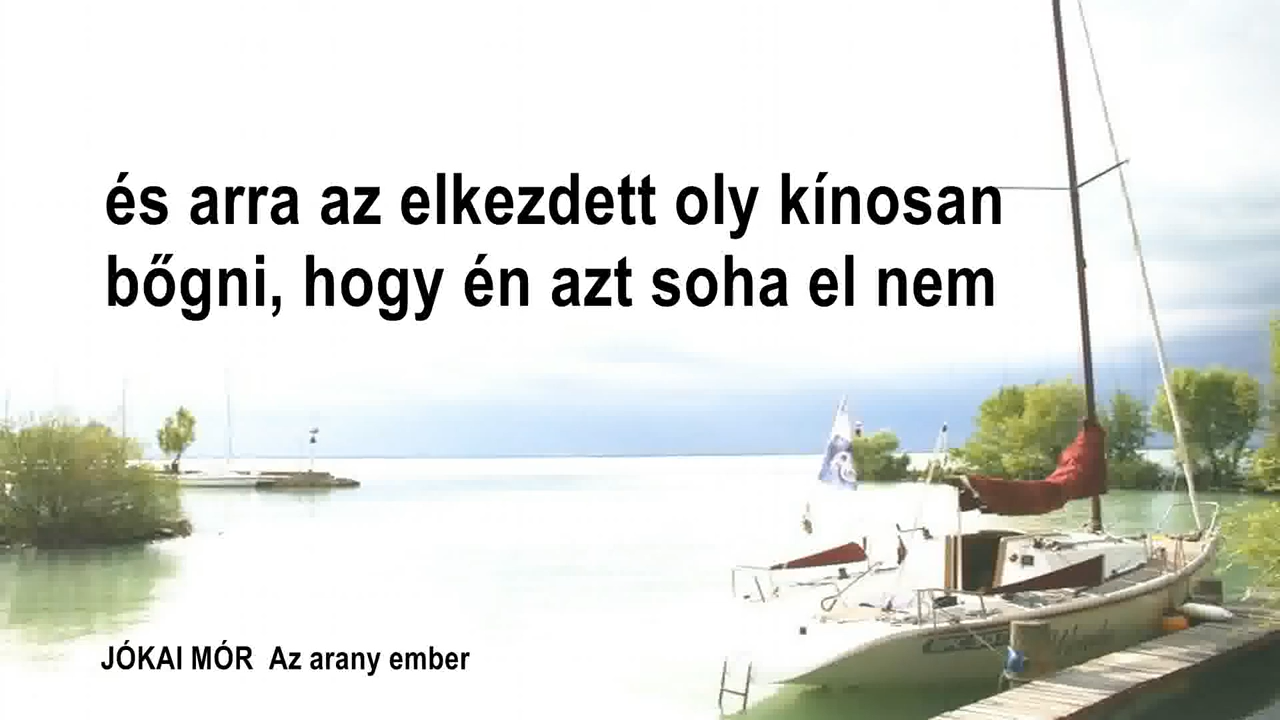 és arra az elkezdett oly kínosan
bőgni, hogy én azt soha el nem
JÓKAI MÓR Az arany ember